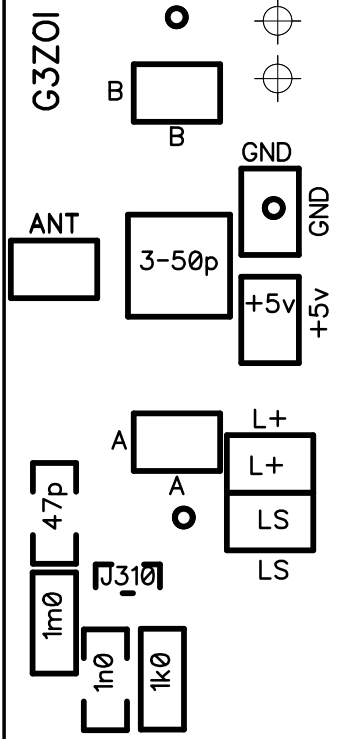 G3ZOI
B
B
GND
GND
ANT
3-50p
+5v
+5v
A
A
L+
L+
LS
LS
47p
J310
1m0
1n0
1k0